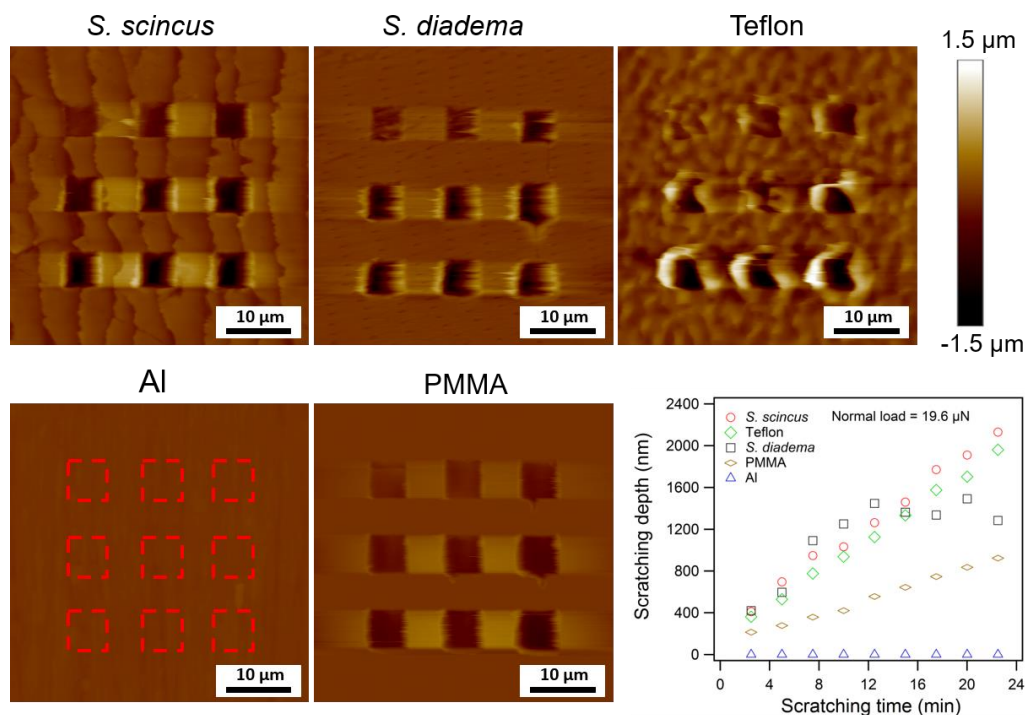 S. scincus
S. diadema
Teflon
1.5 µm
-1.5 µm
10 µm
10 µm
10 µm
Al
PMMA
10 µm
10 µm
2400
2000
1600
1200
800
400
0
Scratching depth (nm)
S. scincus
Normal load = 19.6 µN
Teflon
S. diadema
PMMA
Al
0 4 8 12 16 20 24
Scratching time (min)